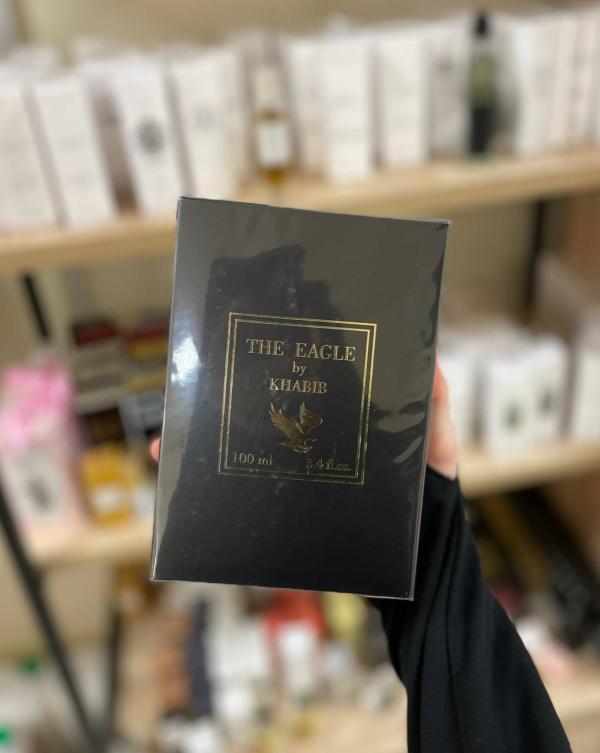 THE EAGLE
by
KHABIB
100 ml 3.4 fl.oz.